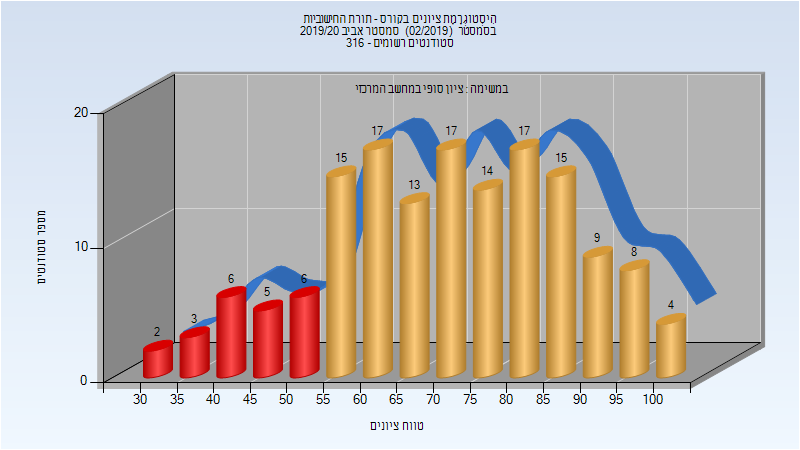 היסטוגרמת ציונים בקורס - תורת החישוביות
בסמסטר (02/2019) סמסטר אביב 2019/20
סטודנטים רשומים - 316
במשימה : ציון סופי במחשב המרכזי
מספר סטודנטים
20
10
0
2
3
6
5
6
15
17
13
17
14
17
15
9
8
4
30 35 40 45 50 55 60 65 70 75 80 85 90 95 100
טווח ציונים